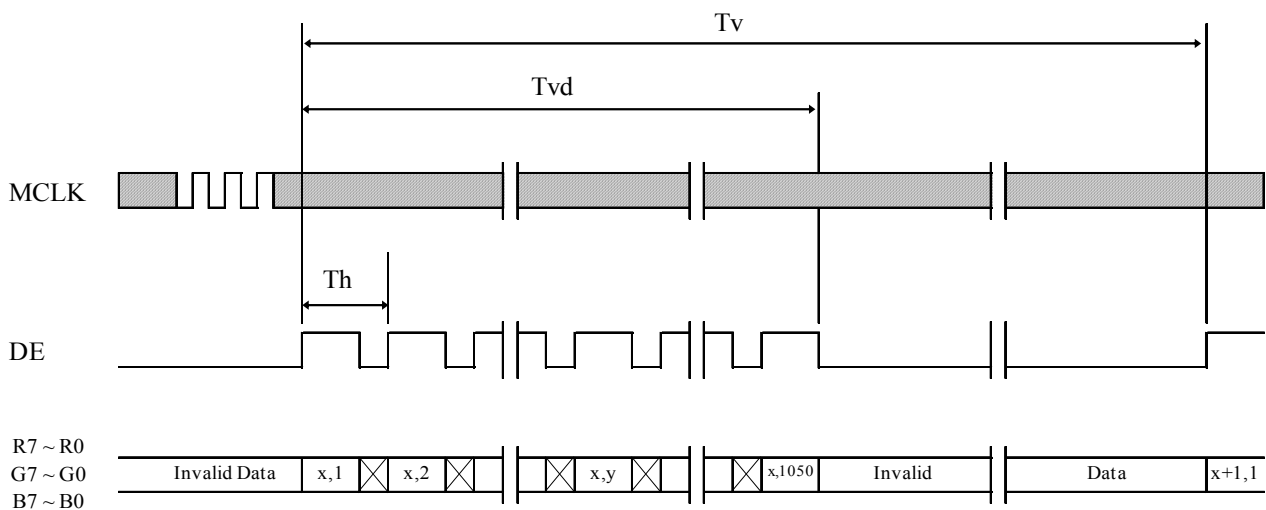 Tv
Tvd
MCLK
Th
DE
R7 ~ R0
G7 ~ G0
B7 ~ B0
Invalid Data x,1 x,2 x,y x,1050 Invalid Data x+1,1